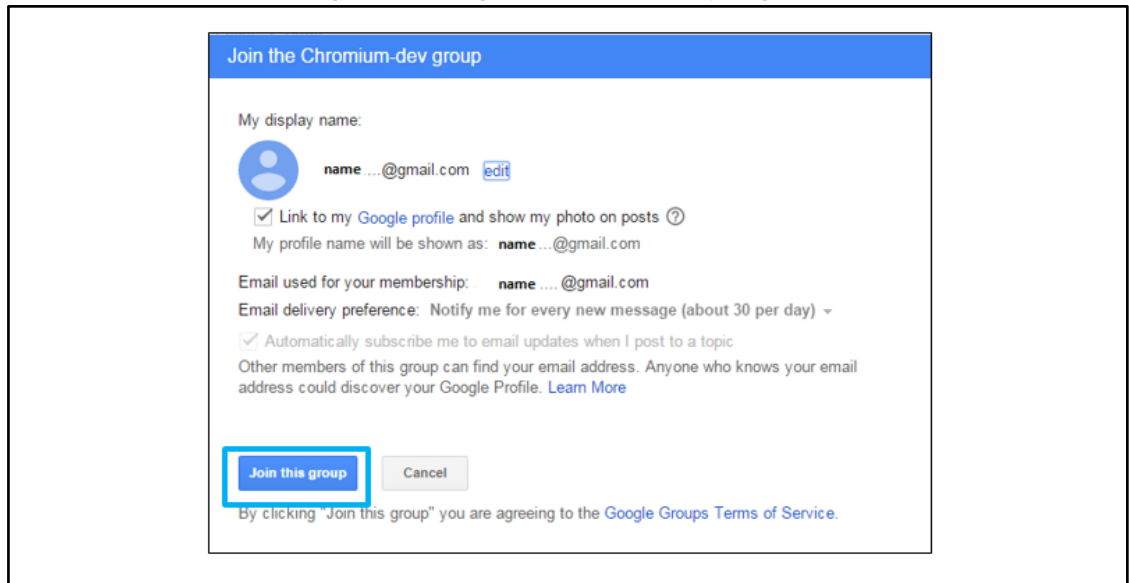 Join the Chromium-dev group
My display name:
name ....@gmail.com edit
Link to my Google profile and show my photo on posts ?
My profile name will be shown as: name ...@gmail.com
Email used for your membership: name .... @gmail.com
Email delivery preference: Notify me for every new message (about 30 per day)
Automatically subscribe me to email updates when I post to a topic
Other members of this group can find your email address. Anyone who knows your email
address could discover your Google Profile. Learn More
Join this group Cancel
By clicking "Join this group" you are agreeing to the Google Groups Terms of Service.